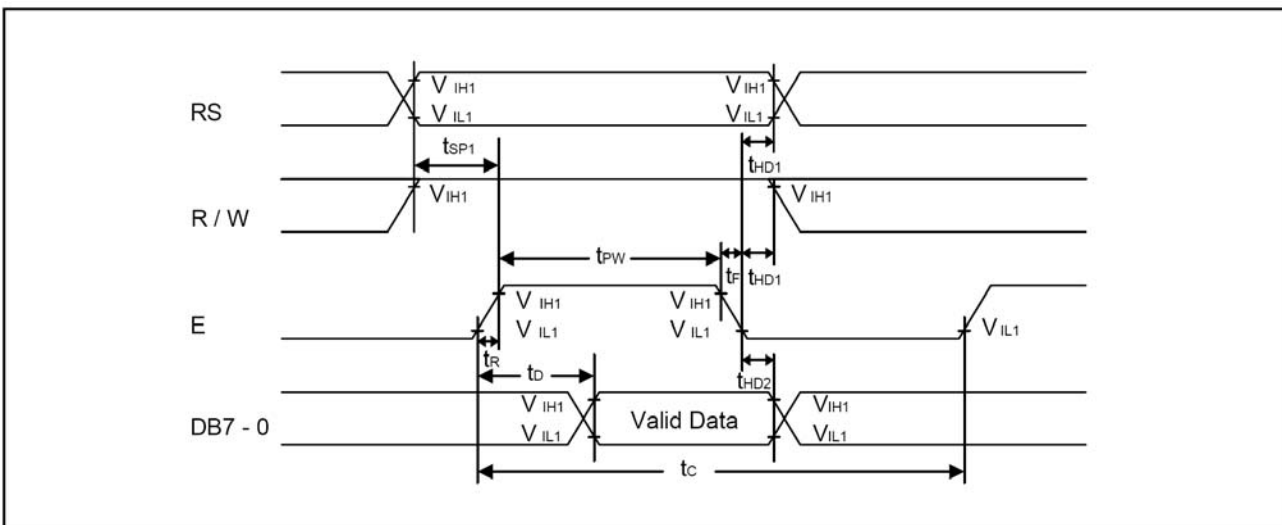 RS
V IH1
V IL1
V IH1
V IL1
tSP1
tHD1
R / W
VIH1
VIH1
tPW
tF
tHD1
E
V IH1
V IL1
V IH1
V IL1
V IL1
tR
tD
tHD2
DB7 - 0
V IH1
V IL1
Valid Data
VIH1
VIL1
tC